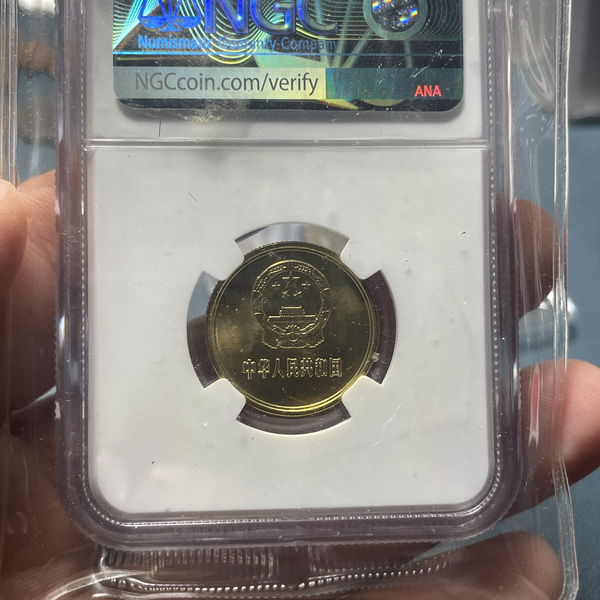 NGC
Numismatic Guaranty Company
NGCcoin.com/verify
ANA
中华人民共和国